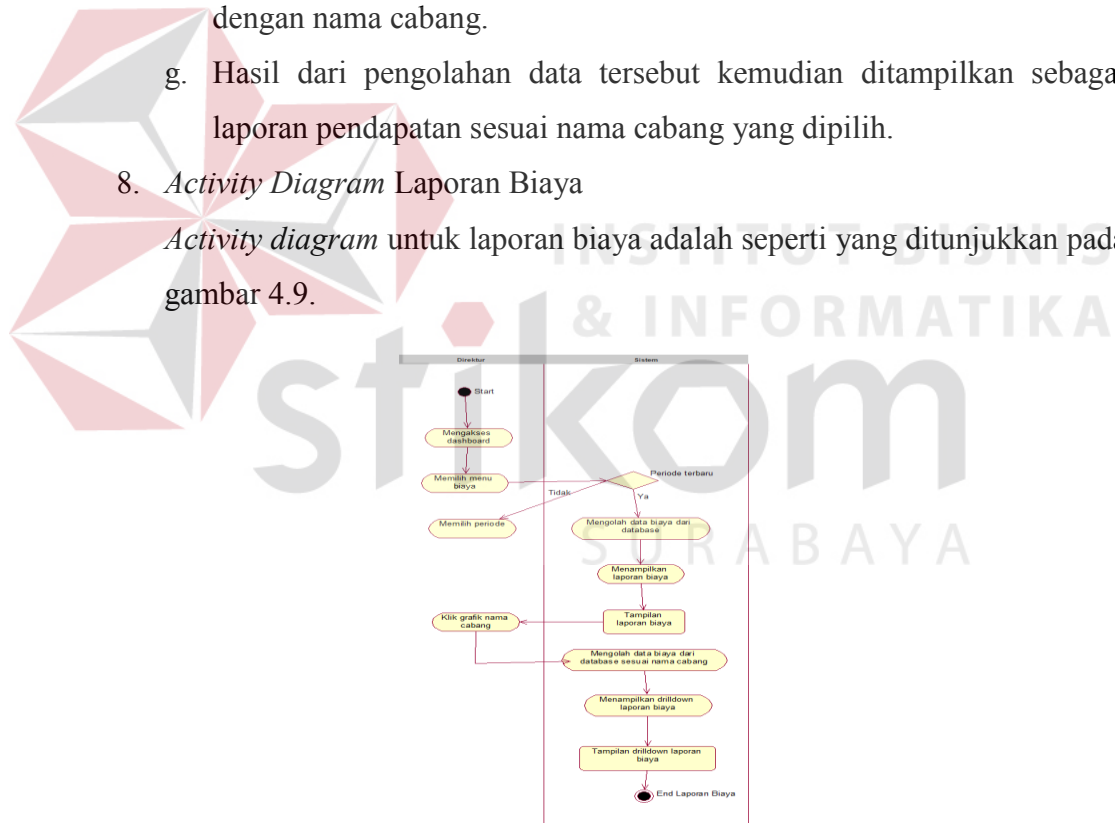 dengan nama cabang.
g. Hasil dari pengolahan data tersebut kemudian ditampilkan sebaga
laporan pendapatan sesuai nama cabang yang dipilih.
8. Activity Diagram Laporan Biaya
Activity diagram untuk laporan biaya adalah seperti yang ditunjukkan pada
gambar 4.9.
INSTITUT BISNIS
& INFORMATIKA
stikom
SURABAYA
Direktur
Sistem
Start
Mengakses
dashboard
Memilih menu
biaya
Periode terbaru
Tidak
Ya
Memilih periode
Mengolah data biaya dari
database
Menampilkan
laporan biaya
Tampilan
laporan biaya
Klik grafik nama
cabang
Mengolah data biaya dari
database sesuai nama cabang
Menampilkan drilldown
laporan biaya
Tampilan drilldown laporan
biaya
End Laporan Biaya